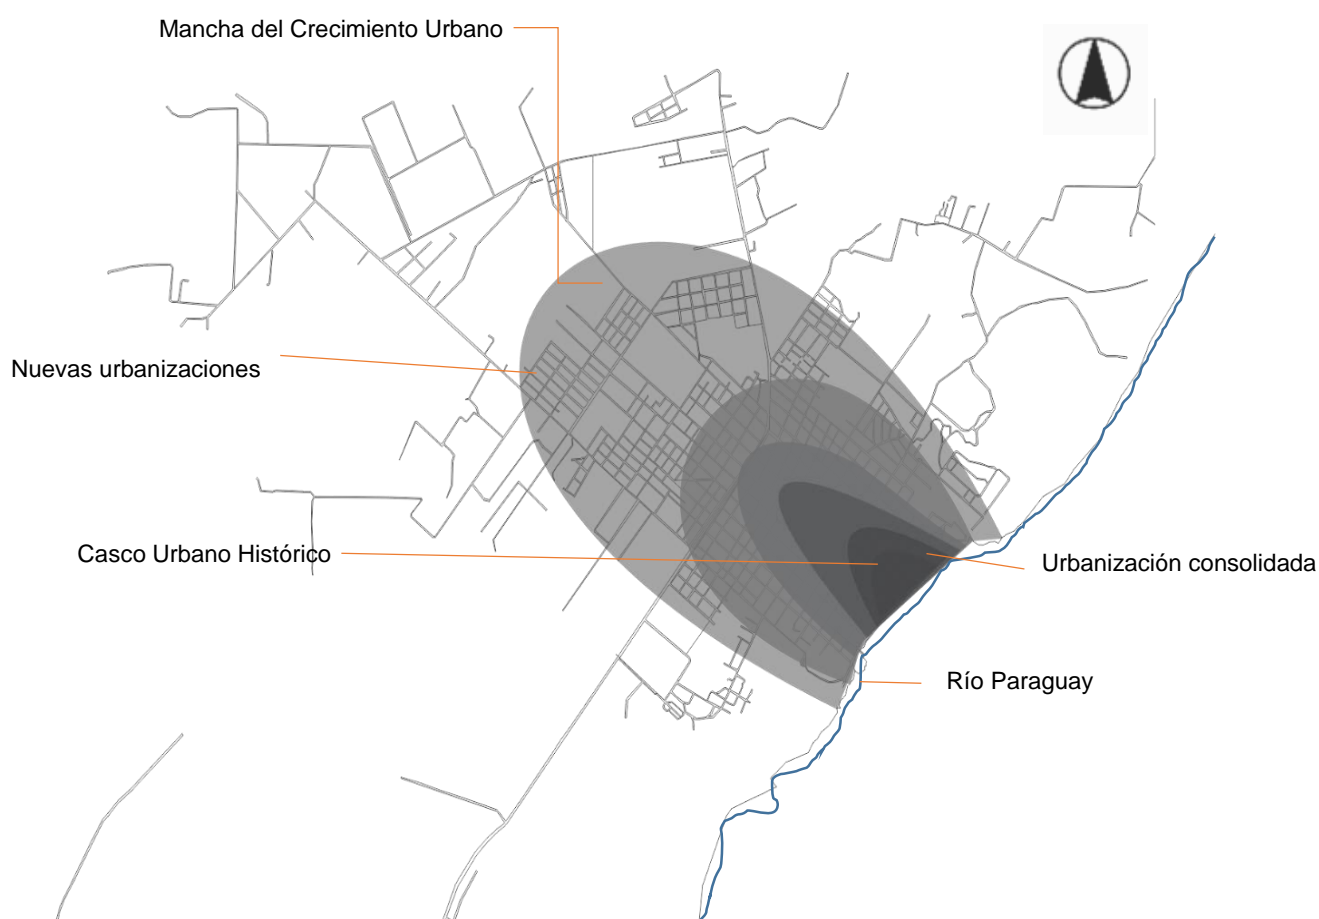 Mancha del Crecimiento Urbano
Nuevas urbanizaciones
Casco Urbano Histórico
Urbanización consolidada
Río Paraguay